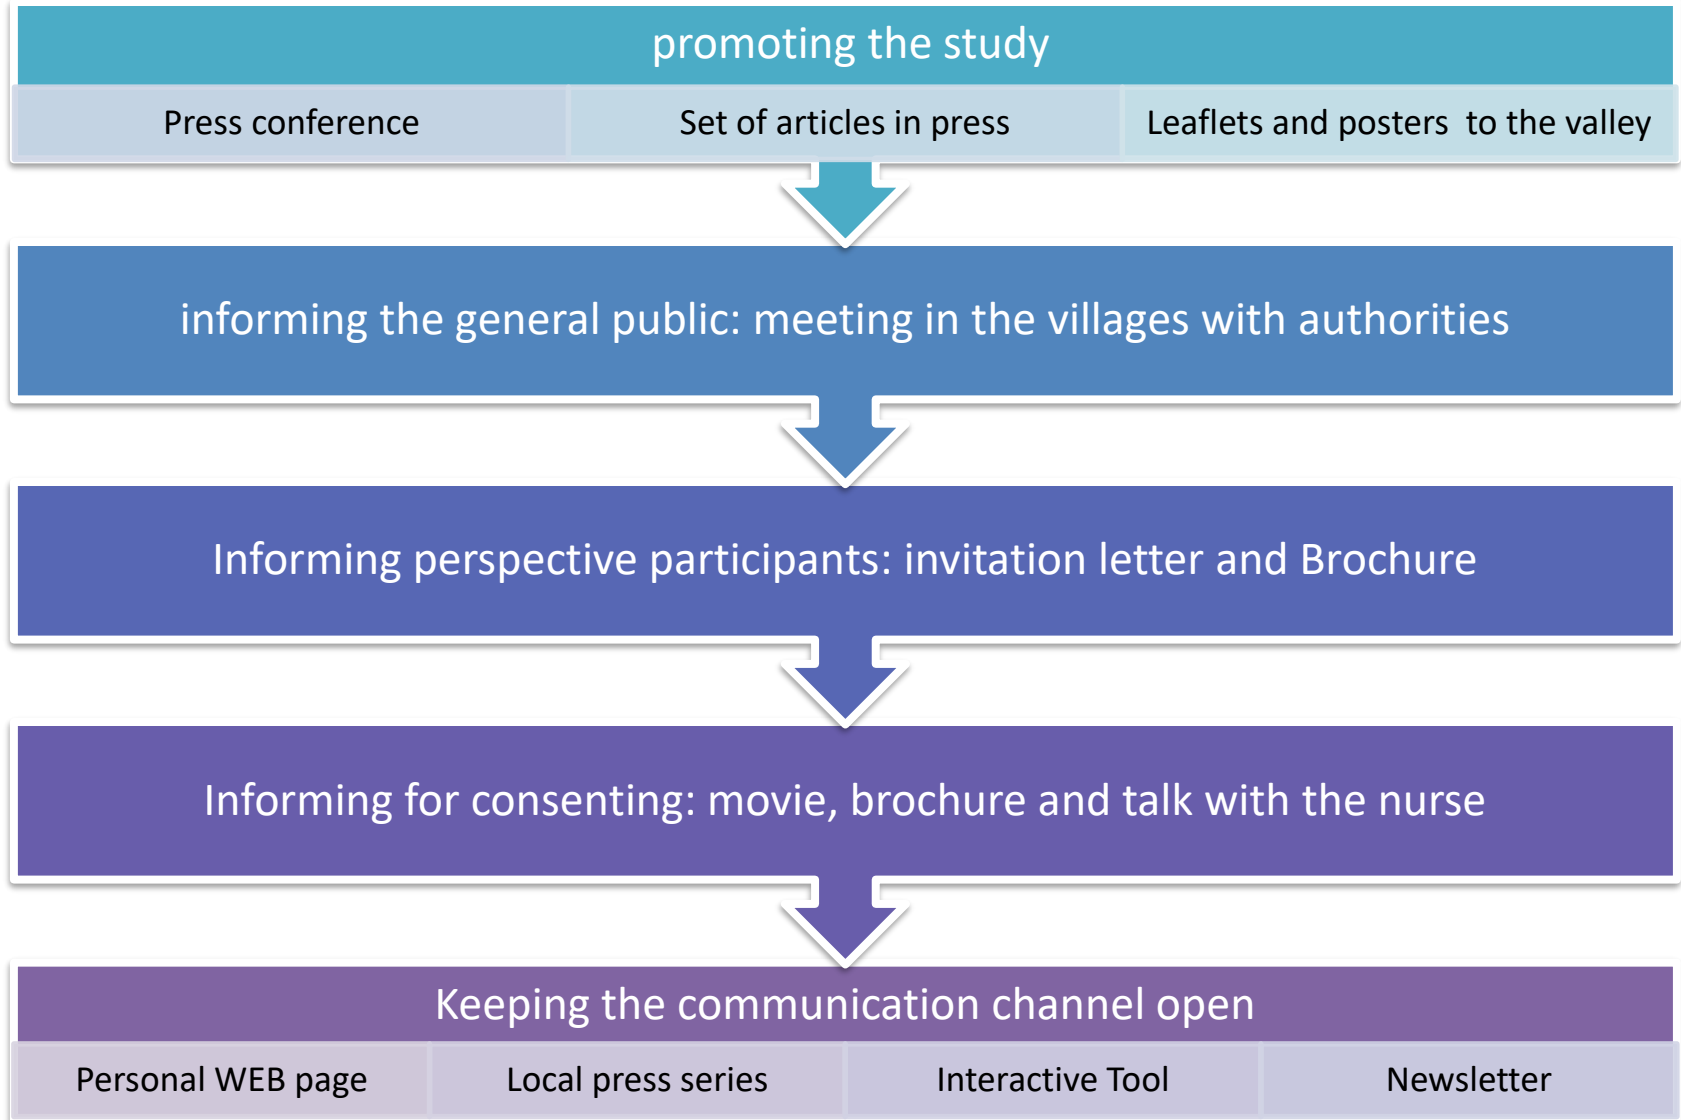 promoting the study
Press conference
Set of articles in press
Leaflets and posters to the valley
informing the general public: meeting in the villages with authorities
Informing perspective participants: invitation letter and Brochure
Informing for consenting: movie, brochure and talk with the nurse
Keeping the communication channel open
Personal WEB page
Local press series
Interactive Tool
Newsletter